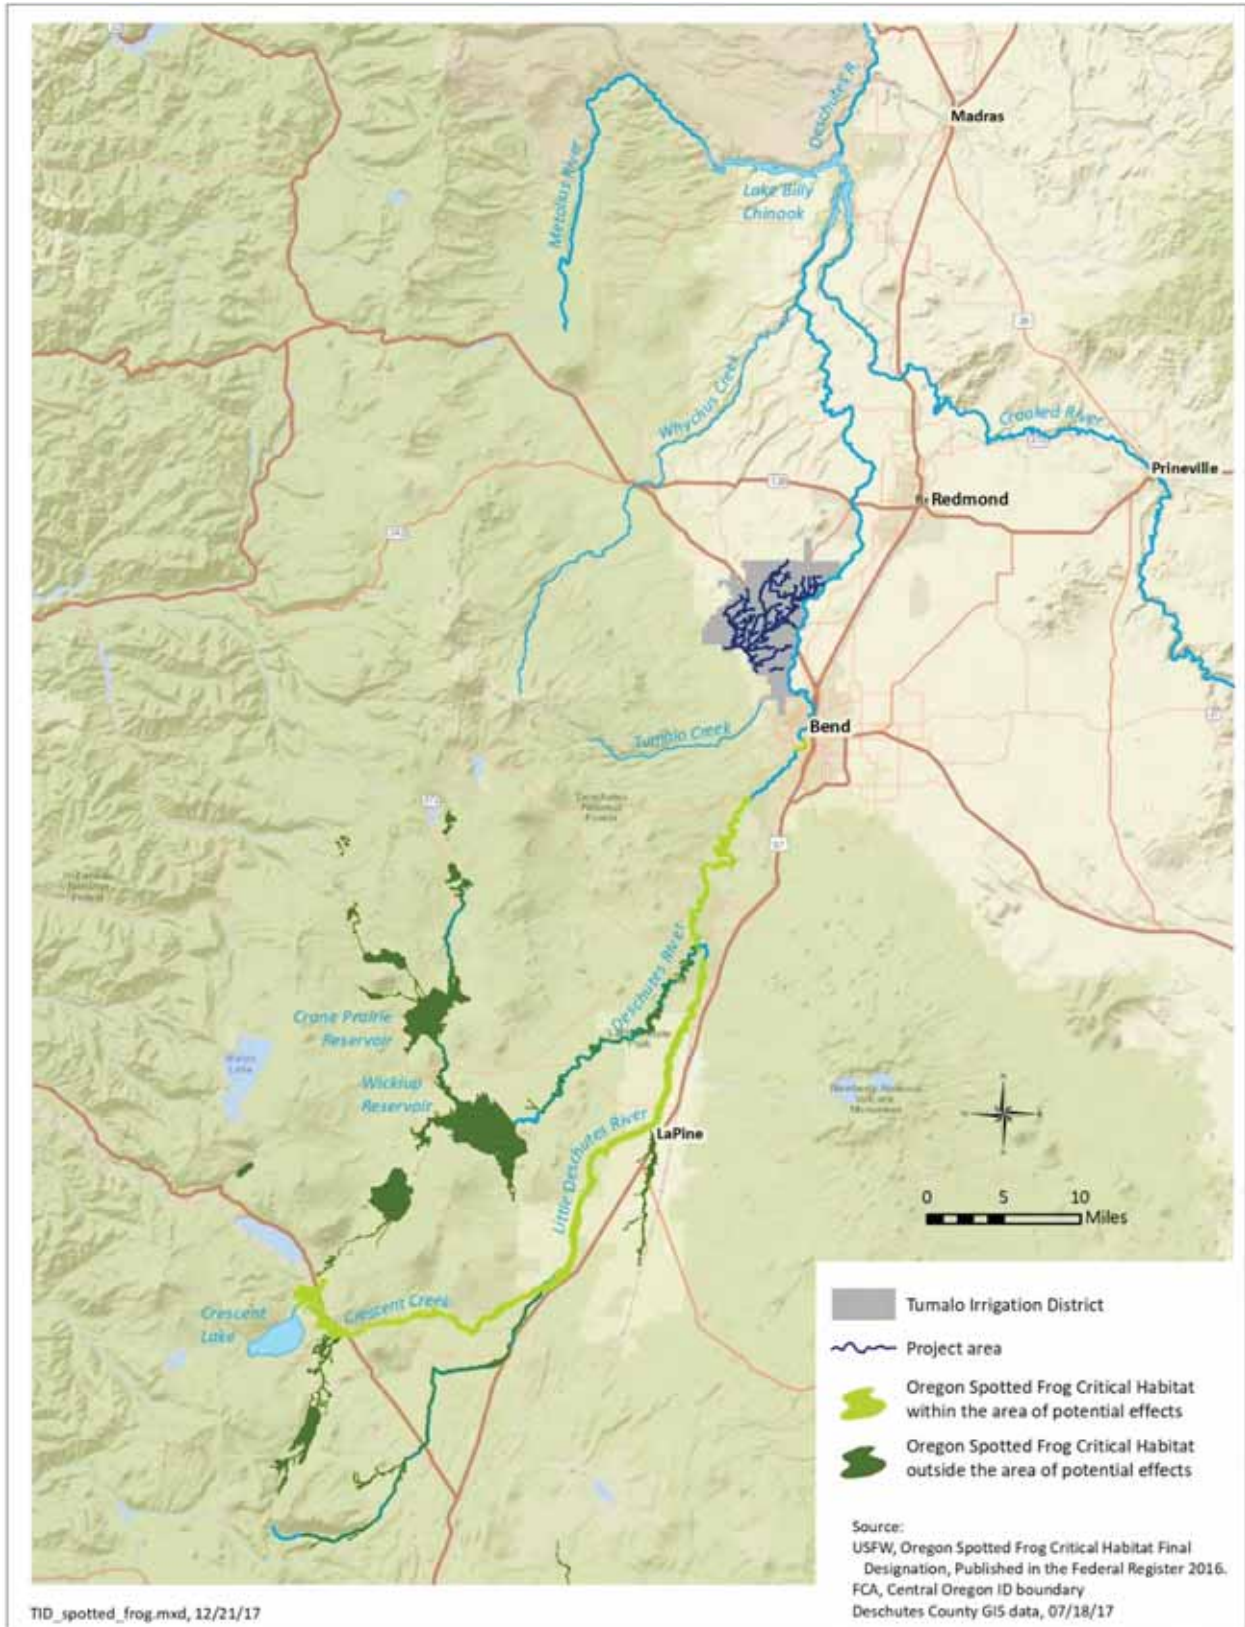 Deschutes R.
Madras
Metolius River
Lake Billy
Chinook
Whychus Creek
Crooked River
Prineville
Redmond
Bend
Tumalo Creek
Deschutes
National
Forest
97
Deschutes River
Crane Prairie
Reservoir
Wickiup
Reservoir
Little Deschutes River
LaPine
Crescent Creek
Crescent
Lake
0 5 10
Miles
Tumalo Irrigation District
Project area
Oregon Spotted Frog Critical Habitat
within the area of potential effects
Oregon Spotted Frog Critical Habitat
outside the area of potential effects
Source:
USFW, Oregon Spotted Frog Critical Habitat Final
Designation, Published in the Federal Register 2016.
FCA, Central Oregon ID boundary
Deschutes County GIS data, 07/18/17
TID_spotted_frog.mxd, 12/21/17